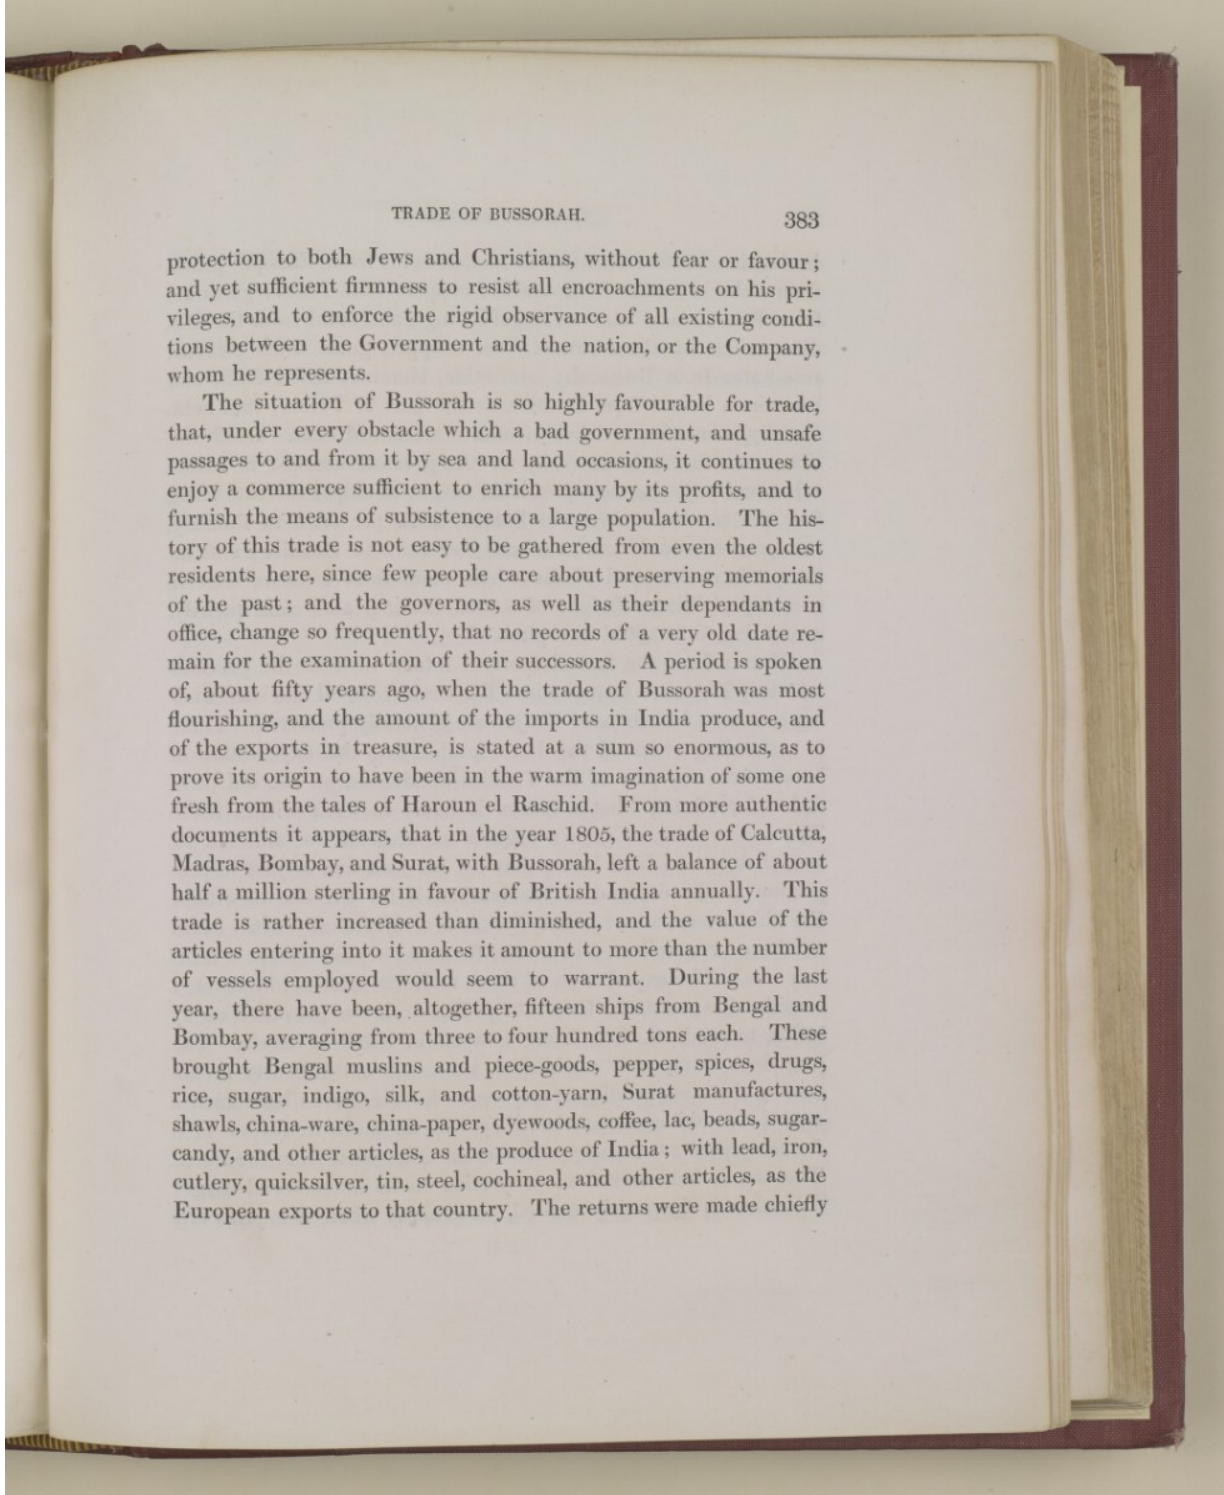 TRADE OF BUSSORAH.
383
protection to both Jews and Christians, without fear or favour;
and yet sufficient firmness to resist all encroachments on his pri-
vileges, and to enforce the rigid observance of all existing condi-
tions between the Government and the nation, or the Company,
whom he represents.
The situation of Bussorah is so highly favourable for trade,
that, under every obstacle which a bad government, and unsafe
passages to and from it by sea and land occasions, it continues to
enjoy a commerce sufficient to enrich many by its profits, and to
furnish the means of subsistence to a large population. The his-
tory of this trade is not easy to be gathered from even the oldest
residents here, since few people care about preserving memorials
of the past; and the governors, as well as their dependants in
office, change so frequently, that no records of a very old date re-
main for the examination of their successors. A period is spoken
of, about fifty years ago, when the trade of Bussorah was most
flourishing, and the amount of the imports in India produce, and
of the exports in treasure, is stated at a sum so enormous, as to
prove its origin to have been in the warm imagination of some one
fresh from the tales of Haroun el Raschid. From more authentic
documents it appears, that in the year 1805, the trade of Calcutta,
Madras, Bombay, and Surat, with Bussorah, left a balance of about
half a million sterling in favour of British India annually. This
trade is rather increased than diminished, and the value of the
articles entering into it makes it amount to more than the number
of vessels employed would seem to warrant. During the last
year, there have been, altogether, fifteen ships from Bengal and
Bombay, averaging from three to four hundred tons each. These
brought Bengal muslins and piece-goods, pepper, spices, drugs,
rice, sugar, indigo, silk, and cotton-yarn, Surat manufactures,
shawls, china-ware, china-paper, dyewoods, coffee, lac, beads, sugar-
candy, and other articles, as the produce of India; with lead, iron,
cutlery, quicksilver, tin, steel, cochineal, and other articles, as the
European exports to that country. The returns were made chiefly